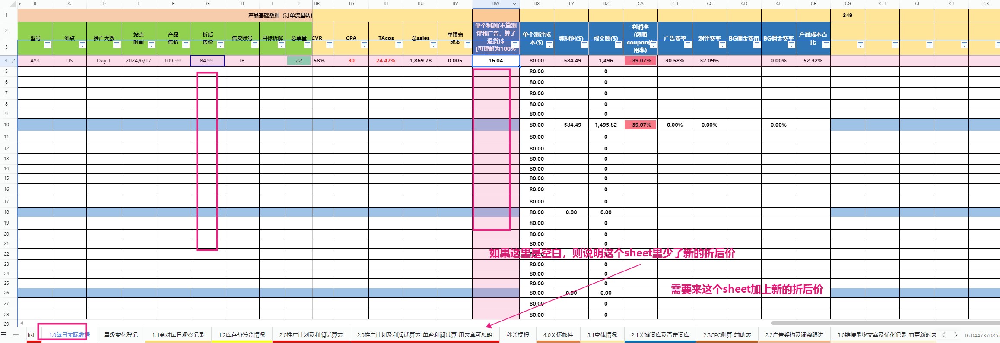 B C D E F G H I J BR BS BT BU BV BW BX BY BZ CA CB CC CD CE CF CG CH CI CJ CK
1 产品基础数据（订单流量转化 249
2
3
型号 站点 推广天数 站点时间 产品售价 折后售价 售卖账号 目标拆解 总单量 CVR CPA TAcos 总sales 单曝光成本 单个利润(不算测评和广告，算了退货)$ [可理解为100% 单个测评成本($) 纯利润($) 成交额($) 利润率(忽略coupon使用率) 广告费率 测评费率 BG佣金费用 BG佣金费率 产品成本占比
4 AY3 US Day 1 2024/6/17 109.99 84.99 JB 22 .58% 30 24.47% 1,869.78 0.005 16.04 80.00 -584.49 1,496 -39.07% 30.58% 32.09% 0.00% 52.32%
5 80.00 0
6 80.00 0
7 80.00 0
8 80.00 0
9 80.00 0
10 80.00 -584.49 1,495.82 -39.07% 0.00% 0.00% 0.00%
11 80.00 0
12 80.00 0
13 80.00 0
14 80.00 0
15 80.00 0
16 80.00 0
17 80.00 0
18 80.00 0.00 0.00
19 80.00 0
20 80.00 0
21 80.00 0
22 80.00 0
如果这里是空白，则说明这个sheet里少了新的折后价
23 80.00 0
24 80.00 0
25 80.00 0
26 80.00 0.00 0.00
需要来这个sheet加上新的折后价
27 80.00 0
28 80.00 0
29
list 1.0每日实际数据 星级变化登记 1.1竞对每日观察记录 1.2库存备发货情况 2.0推广计划及利润试算表 2.0推广计划及利润试算表-单台利润试算-用来套可忽略 秒杀提报 4.0关怀邮件 3.1变体情况 2.1关键词库及否定词库 2.3CPC测算-辅助表 2.2广告架构及调整跟进 3.0链接最终文案及优化记录-有更新时来 16.0447370857